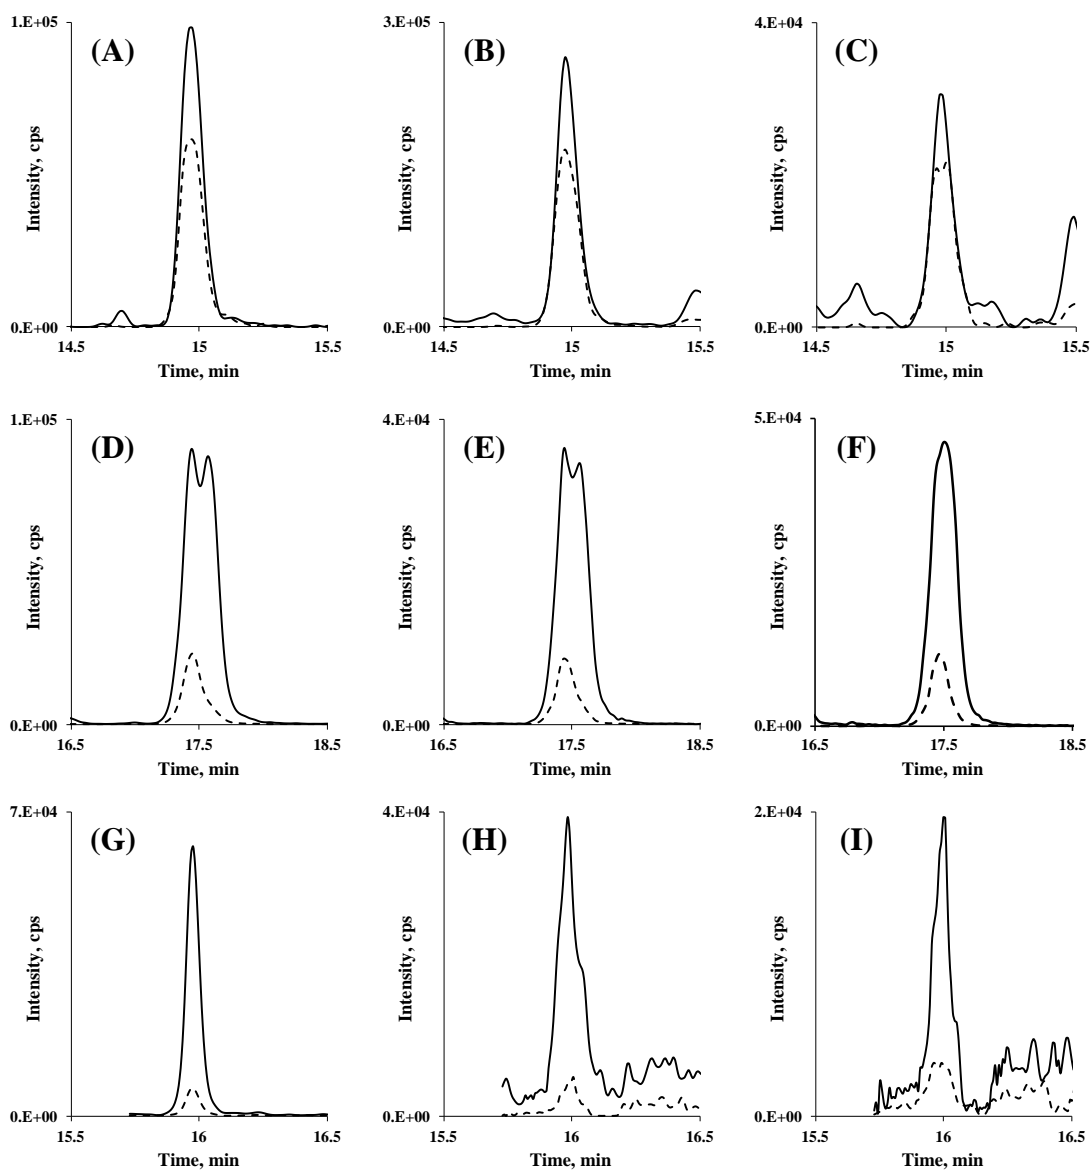 1.E+05
(A)
Intensity, cps
0.E+00
14.5 15 15.5
Time, min
3.E+05
(B)
Intensity, cps
0.E+00
14.5 15 15.5
Time, min
4.E+04
(C)
Intensity, cps
0.E+00
14.5 15 15.5
Time, min
1.E+05
(D)
Intensity, cps
0.E+00
16.5 17.5 18.5
Time, min
4.E+04
(E)
Intensity, cps
0.E+00
16.5 17.5 18.5
Time, min
5.E+04
(F)
Intensity, cps
0.E+00
16.5 17.5 18.5
Time, min
7.E+04
(G)
Intensity, cps
0.E+00
15.5 16 16.5
Time, min
4.E+04
(H)
Intensity, cps
0.E+00
15.5 16 16.5
Time, min
2.E+04
(I)
Intensity, cps
0.E+00
15.5 16 16.5
Time, min